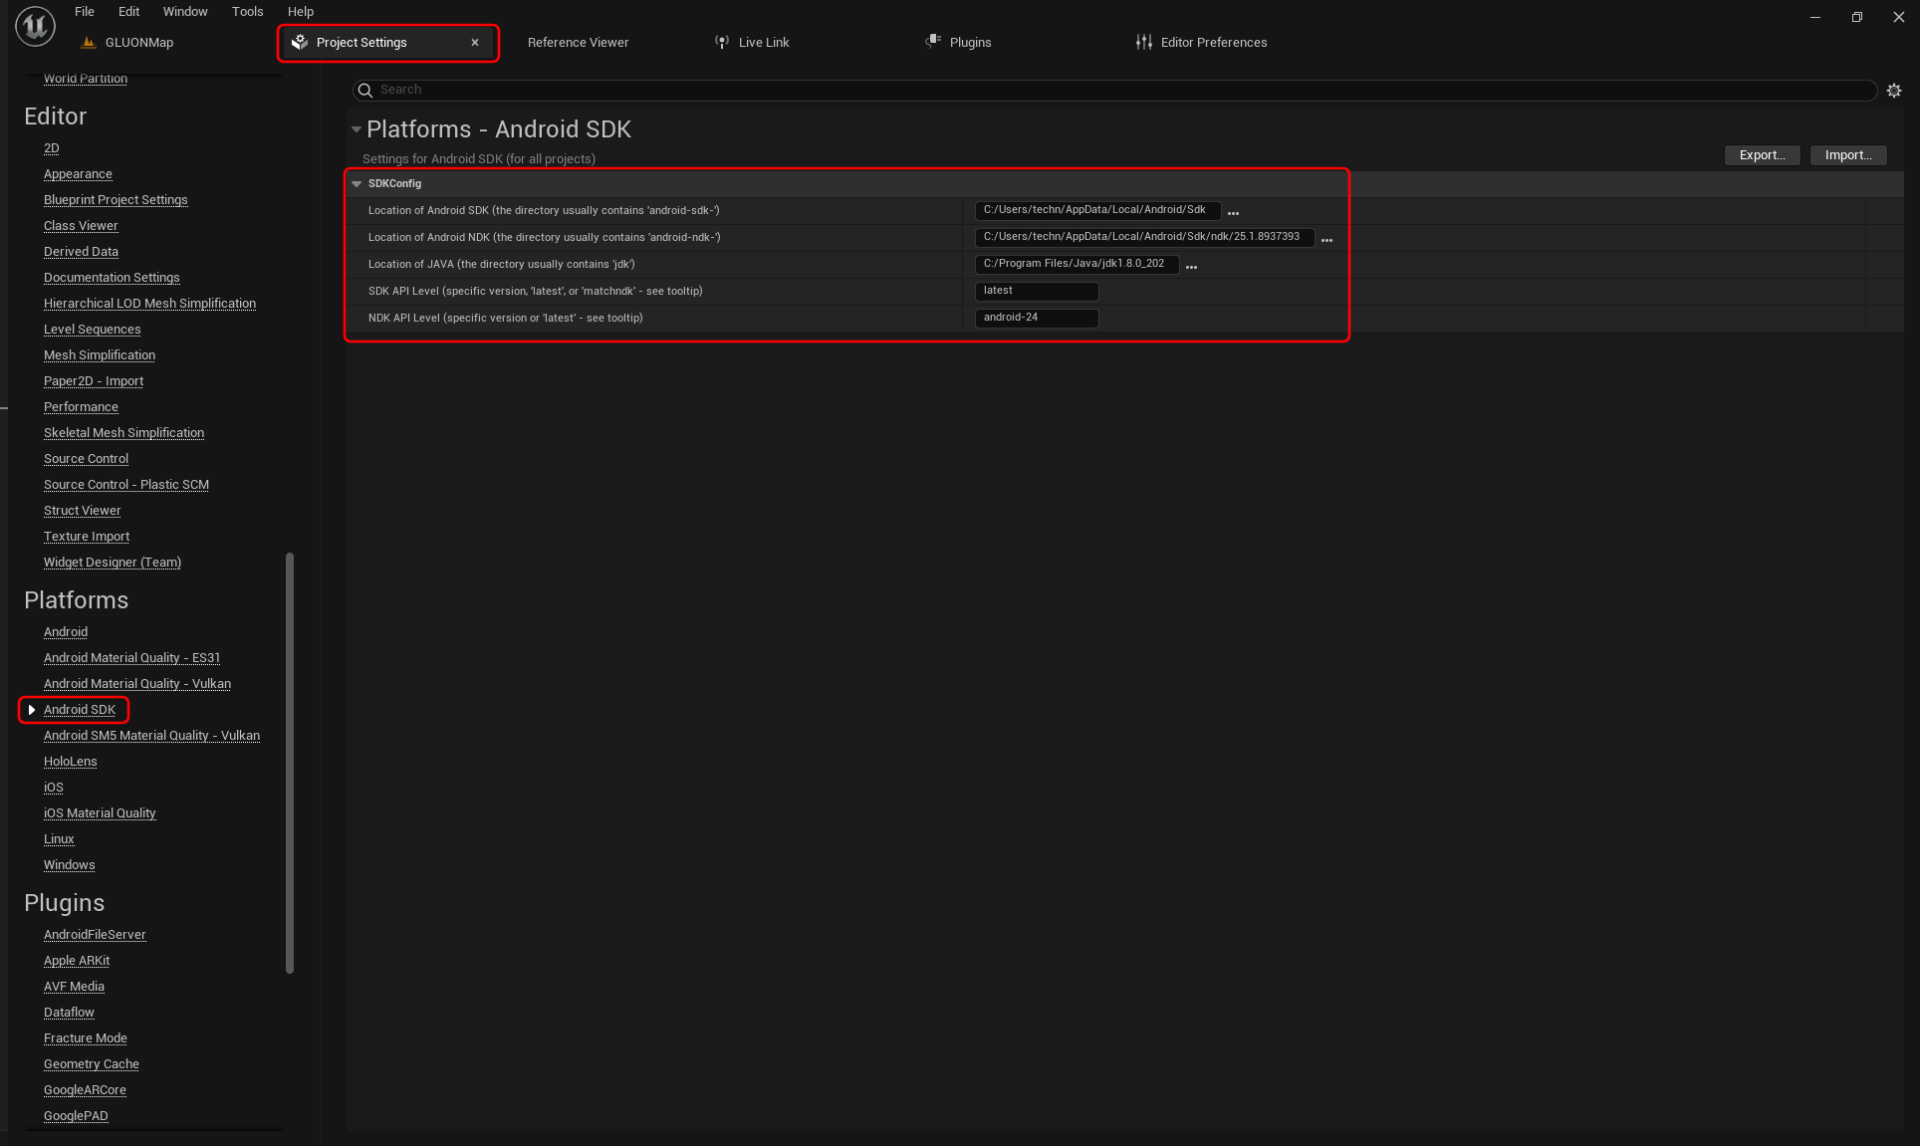 File Edit Window Tools Help
GLUONMap
Project Settings
Reference Viewer
Live Link
Plugins
Editor Preferences
World Partition
Editor
2D
Appearance
Blueprint Project Settings
Class Viewer
Derived Data
Documentation Settings
Hierarchical LOD Mesh Simplification
Level Sequences
Mesh Simplification
Paper2D - Import
Performance
Skeletal Mesh Simplification
Source Control
Source Control - Plastic SCM
Struct Viewer
Texture Import
Widget Designer (Team)
Platforms
Android
Android Material Quality - ES31
Android Material Quality - Vulkan
Android SDK
Android SM5 Material Quality - Vulkan
HoloLens
iOS
iOS Material Quality
Linux
Windows
Plugins
AndroidFileServer
Apple ARKit
AVF Media
Dataflow
Fracture Mode
Geometry Cache
GoogleARCore
GooglePAD
Search
Platforms - Android SDK
Settings for Android SDK (for all projects)
Export...
Import...
SDKConfig
Location of Android SDK (the directory usually contains 'android-sdk-') C:/Users/techn/AppData/Local/Android/Sdk ...
Location of Android NDK (the directory usually contains 'android-ndk-') C:/Users/techn/AppData/Local/Android/Sdk/ndk/25.1.8937393 ...
Location of JAVA (the directory usually contains 'jdk') C:/Program Files/Java/jdk1.8.0_202 ...
SDK API Level (specific version, 'latest', or 'matchndk' - see tooltip) latest
NDK API Level (specific version or 'latest' - see tooltip) android-24